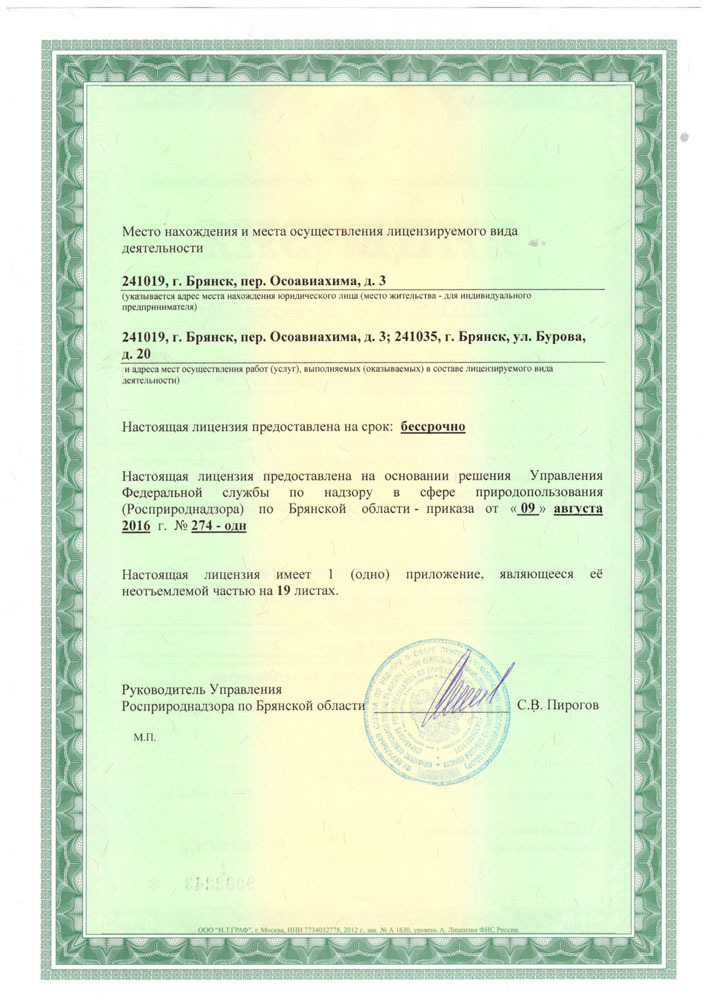 Место нахождения и места осуществления лицензируемого вида
деятельности
241019, г. Брянск, пер. Осоавиахима, д. 3
(указывается адрес места нахождения юридического лица (место жительства - для индивидуального
предпринимателя)
241019, г. Брянск, пер. Осоавиахима, д. 3; 241035, г. Брянск, ул. Бурова,
д. 20
и адреса мест осуществления работ (услуг), выполняемых (оказываемых) в составе лицензируемого вида
деятельности)
Настоящая лицензия предоставлена на срок: бессрочно
Настоящая лицензия предоставлена на основании решения Управления
Федеральной службы по надзору в сфере природопользования
(Росприроднадзора) по Брянской области - приказа от « 09 » августа
2016 г. № 274 - одн
Настоящая лицензия имеет 1 (одно) приложение, являющееся её
неотъемлемой частью на 19 листах.
Руководитель Управления
Росприроднадзора по Брянской области С.В. Пирогов
М.П.
ООО "Н.Т.ГРАФ", г. Москва, ИНН 7734032778, 2012 г., зак. № А 1630, уровень А. Лицензия ФНС России.